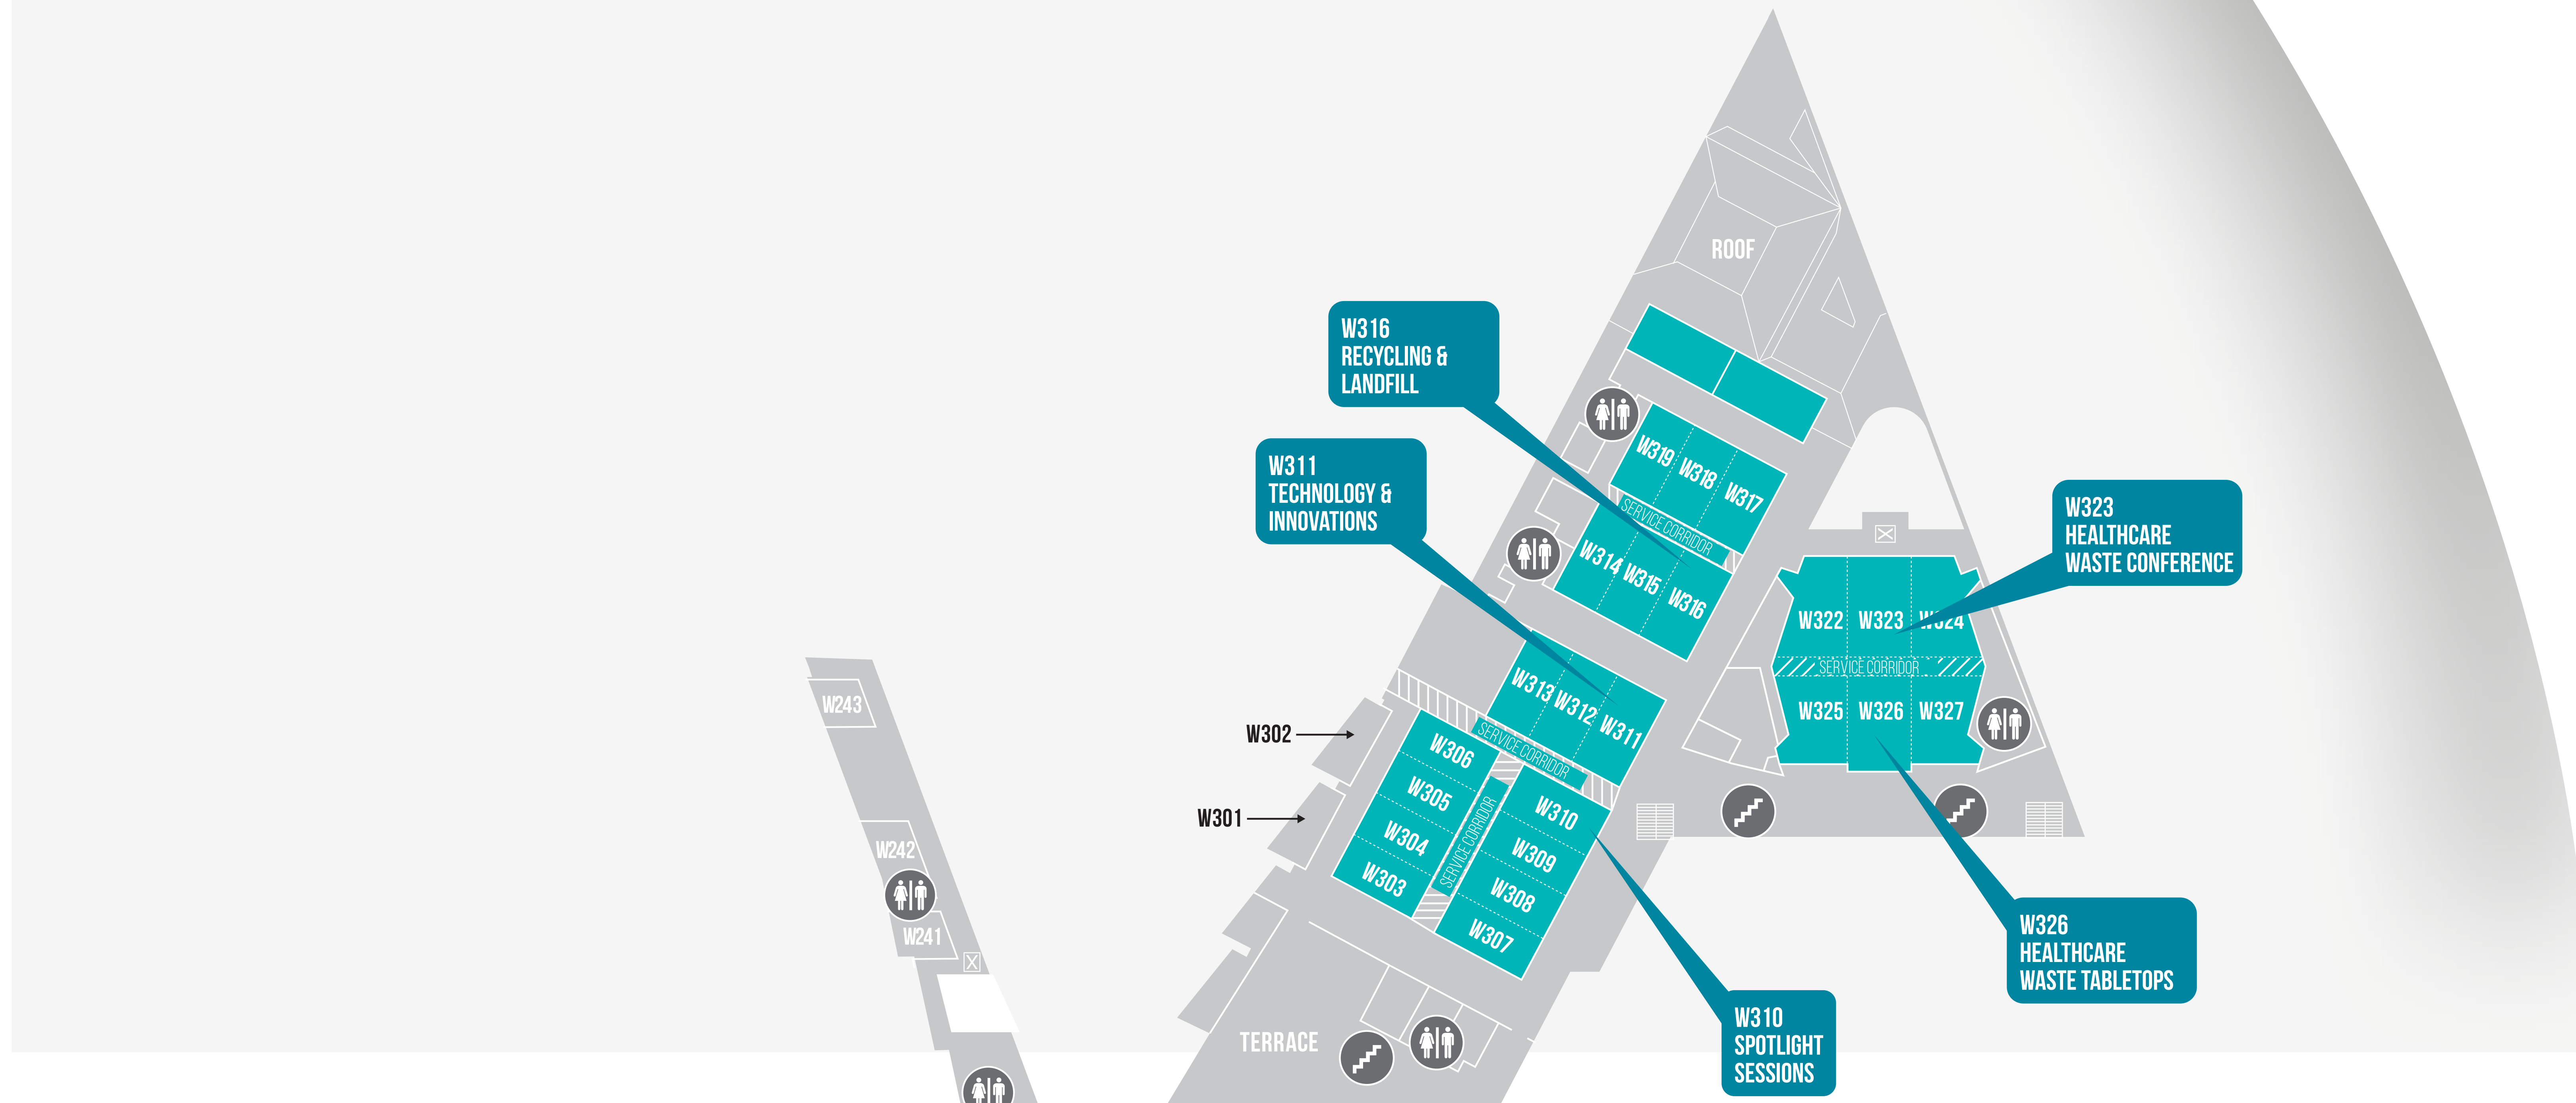 ROOF
W316
RECYCLING &
LANDFILL
W311
TECHNOLOGY &
INNOVATIONS
W319
W318
W317
SERVICE CORRIDOR
W314
W315
W316
W323
HEALTHCARE
WASTE CONFERENCE
W322
W323
W324
SERVICE CORRIDOR
W325
W326
W327
W313
W312
W311
SERVICE CORRIDOR
W302
W301
W306
W305
W304
W303
SERVICE CORRIDOR
W310
W309
W308
W307
W243
W242
W241
TERRACE
W326
HEALTHCARE
WASTE TABLETOPS
W310
SPOTLIGHT
SESSIONS